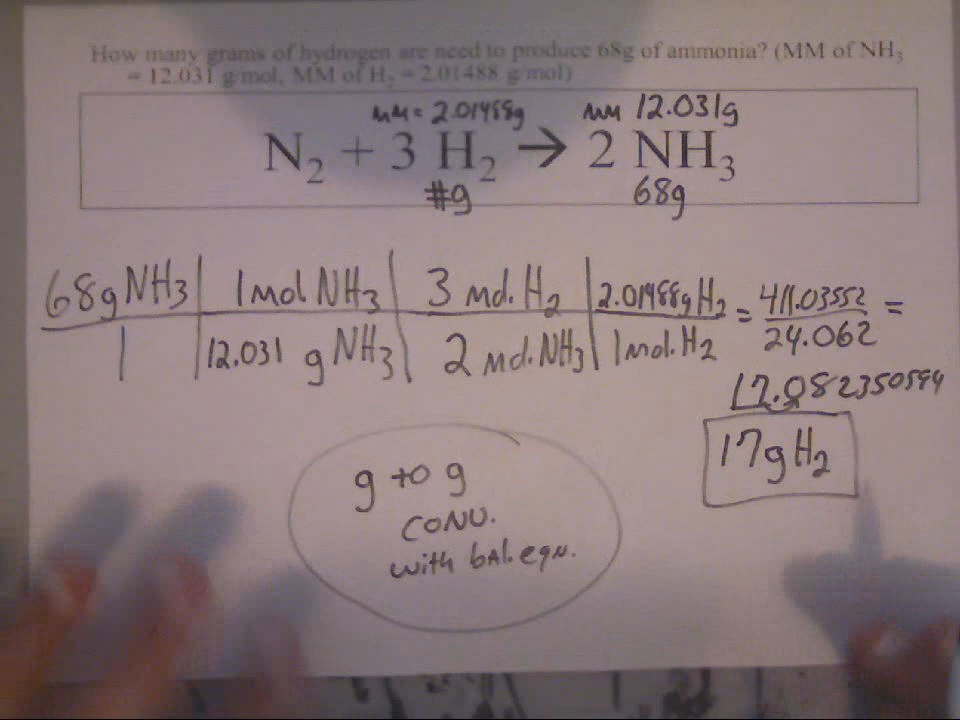 How many grams of hydrogen are need to produce 68g of ammonia? (MM of NH₃
= 12.031 g/mol, MM of H₂ = 2.01488 g/mol)
MM = 2.01488g MM 12.031g
N₂ + 3 H₂ → 2 NH₃
#g 68g
68g NH₃ | 1 mol NH₃ | 3 mol. H₂ | 2.01488g H₂ = 411.03552 =
1 | 12.031 g NH₃ | 2 mol. NH₃ | 1 mol. H₂ 24.062
17.082350594
17g H₂
g to g
CONV.
with bAl. eqn.